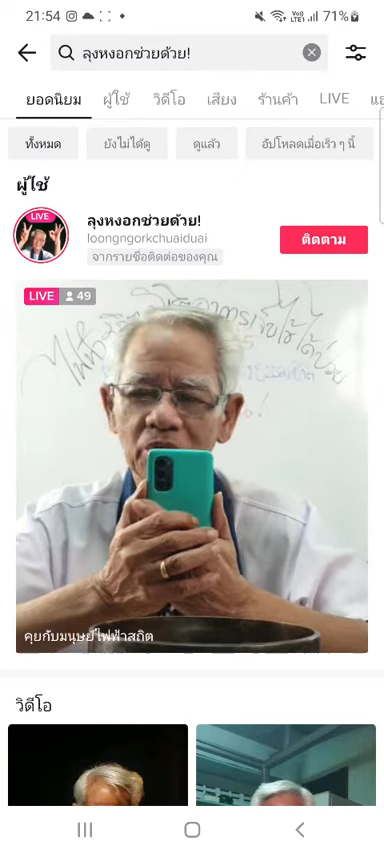 21:54
71%
ลุงหงอกช่วยด้วย!
ยอดนิยม ผู้ใช้ วิดีโอ เสียง ร้านค้า LIVE แฮ
ทั้งหมด ยังไม่ได้ดู ดูแล้ว อัปโหลดเมื่อเร็ว ๆ นี้
ผู้ใช้
LIVE
ลุงหงอกช่วยด้วย!
loongngorkchuaiduai
จากรายชื่อติดต่อของคุณ
ติดตาม
LIVE 49
คุยกับมนุษย์ไฟฟ้าสถิต
วิดีโอ